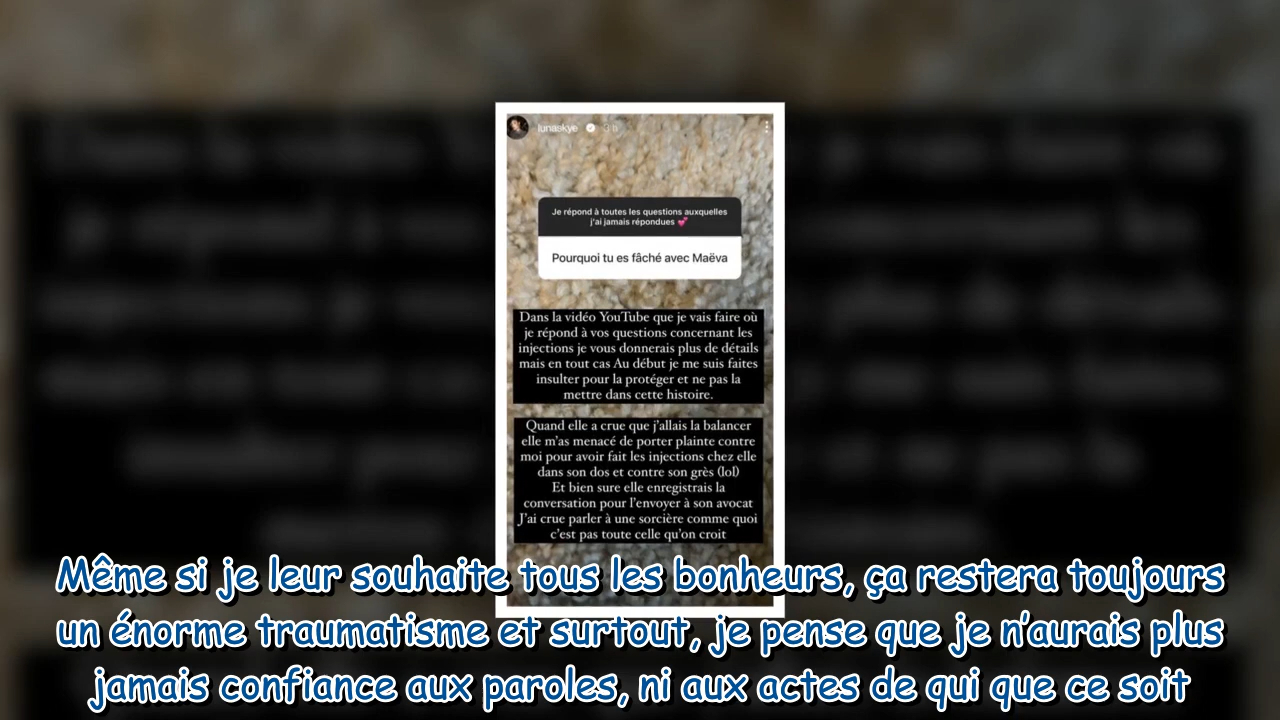 lunaskye 3 h
Je répond à toutes les questions auxquelles
j'ai jamais répondues 💕
Pourquoi tu es fâché avec Maëva
Dans la vidéo YouTube que je vais faire où
je répond à vos questions concernant les
injections je vous donnerais plus de détails
mais en tout cas Au début je me suis faites
insulter pour la protéger et ne pas la
mettre dans cette histoire.
Quand elle a crue que j'allais la balancer
elle m'as menacé de porter plainte contre
moi pour avoir fait les injections chez elle
dans son dos et contre son grès (lol)
Et bien sure elle enregistrais la
conversation pour l'envoyer à son avocat
J'ai crue parler à une sorcière comme quoi
c'est pas toute celle qu'on croit
Même si je leur souhaite tous les bonheurs, ça restera toujours
un énorme traumatisme et surtout, je pense que je n'aurais plus
jamais confiance aux paroles, ni aux actes de qui que ce soit